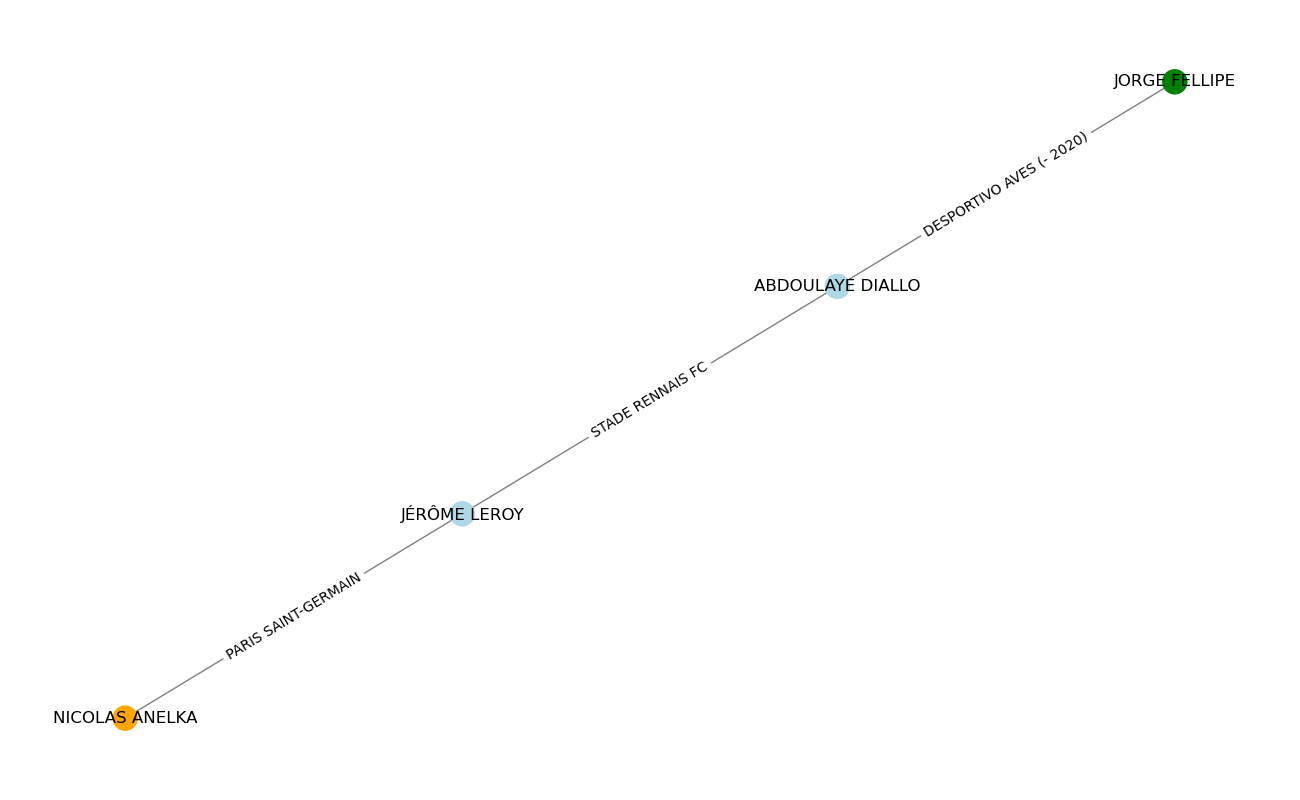 JORGE FELLIPE
DESPORTIVO AVES (- 2020)
ABDOULAYE DIALLO
STADE RENNAIS FC
JÉRÔME LEROY
PARIS SAINT-GERMAIN
NICOLAS ANELKA